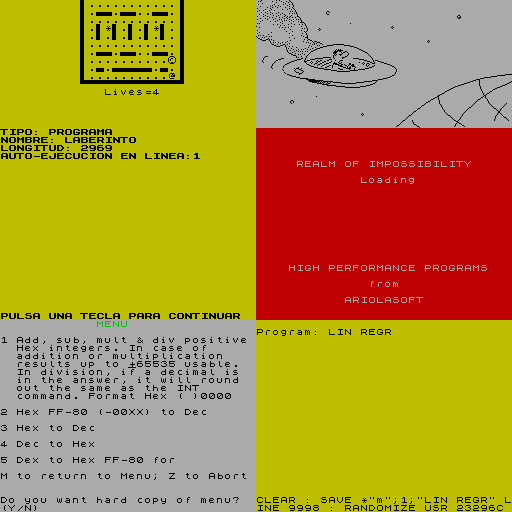 Lives=4
TIPO: PROGRAMA
NOMBRE: LABERINTO
LONGITUD: 2969
AUTO-EJECUCION EN LINEA:1
PULSA UNA TECLA PARA CONTINUAR
REALM OF IMPOSSIBILITY
Loading
HIGH PERFORMANCE PROGRAMS
from
ARIOLASOFT
MENU
1 Add, sub, mult & div positive
Hex integers. In case of
addition or multiplication
results up to +65535 usable.
In division, if a decimal is
in the answer, it will round
out the same as the INT
command. Format Hex ( )0000
2 Hex FF-80 (-00XX) to Dec
3 Hex to Dec
4 Dec to Hex
5 Dex to Hex FF-80 for
M to return to Menu; Z to Abort
Do you want hard copy of menu?
(Y/N)
Program: LIN REGR
CLEAR : SAVE *"m";1;"LIN REGR" L
INE 9998 : RANDOMIZE USR 23296C